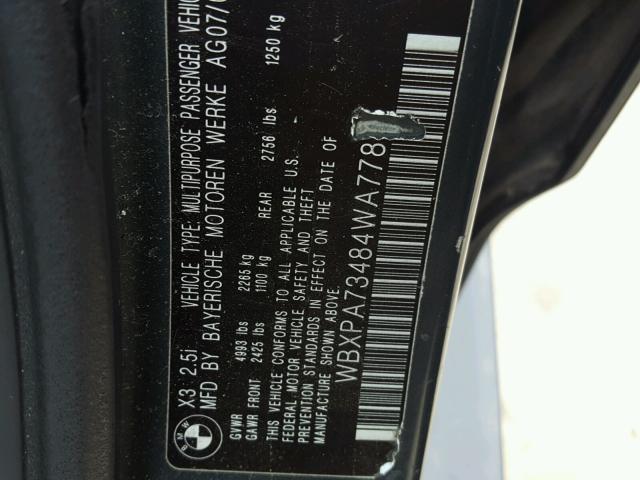 X3 2.5i VEHICLE TYPE: MULTIPURPOSE PASSENGER VEHIC
MFD BY BAYERISCHE MOTOREN WERKE AG07/
BMW
GVWR 4993 lbs 2265 kg
GAWR FRONT 2425 lbs 1100 kg REAR 2756 lbs 1250 kg
THIS VEHICLE CONFORMS TO ALL APPLICABLE U.S.
FEDERAL MOTOR VEHICLE SAFETY AND THEFT
PREVENTION STANDARDS IN EFFECT ON THE DATE OF
MANUFACTURE SHOWN ABOVE.
WBXPA73484WA778